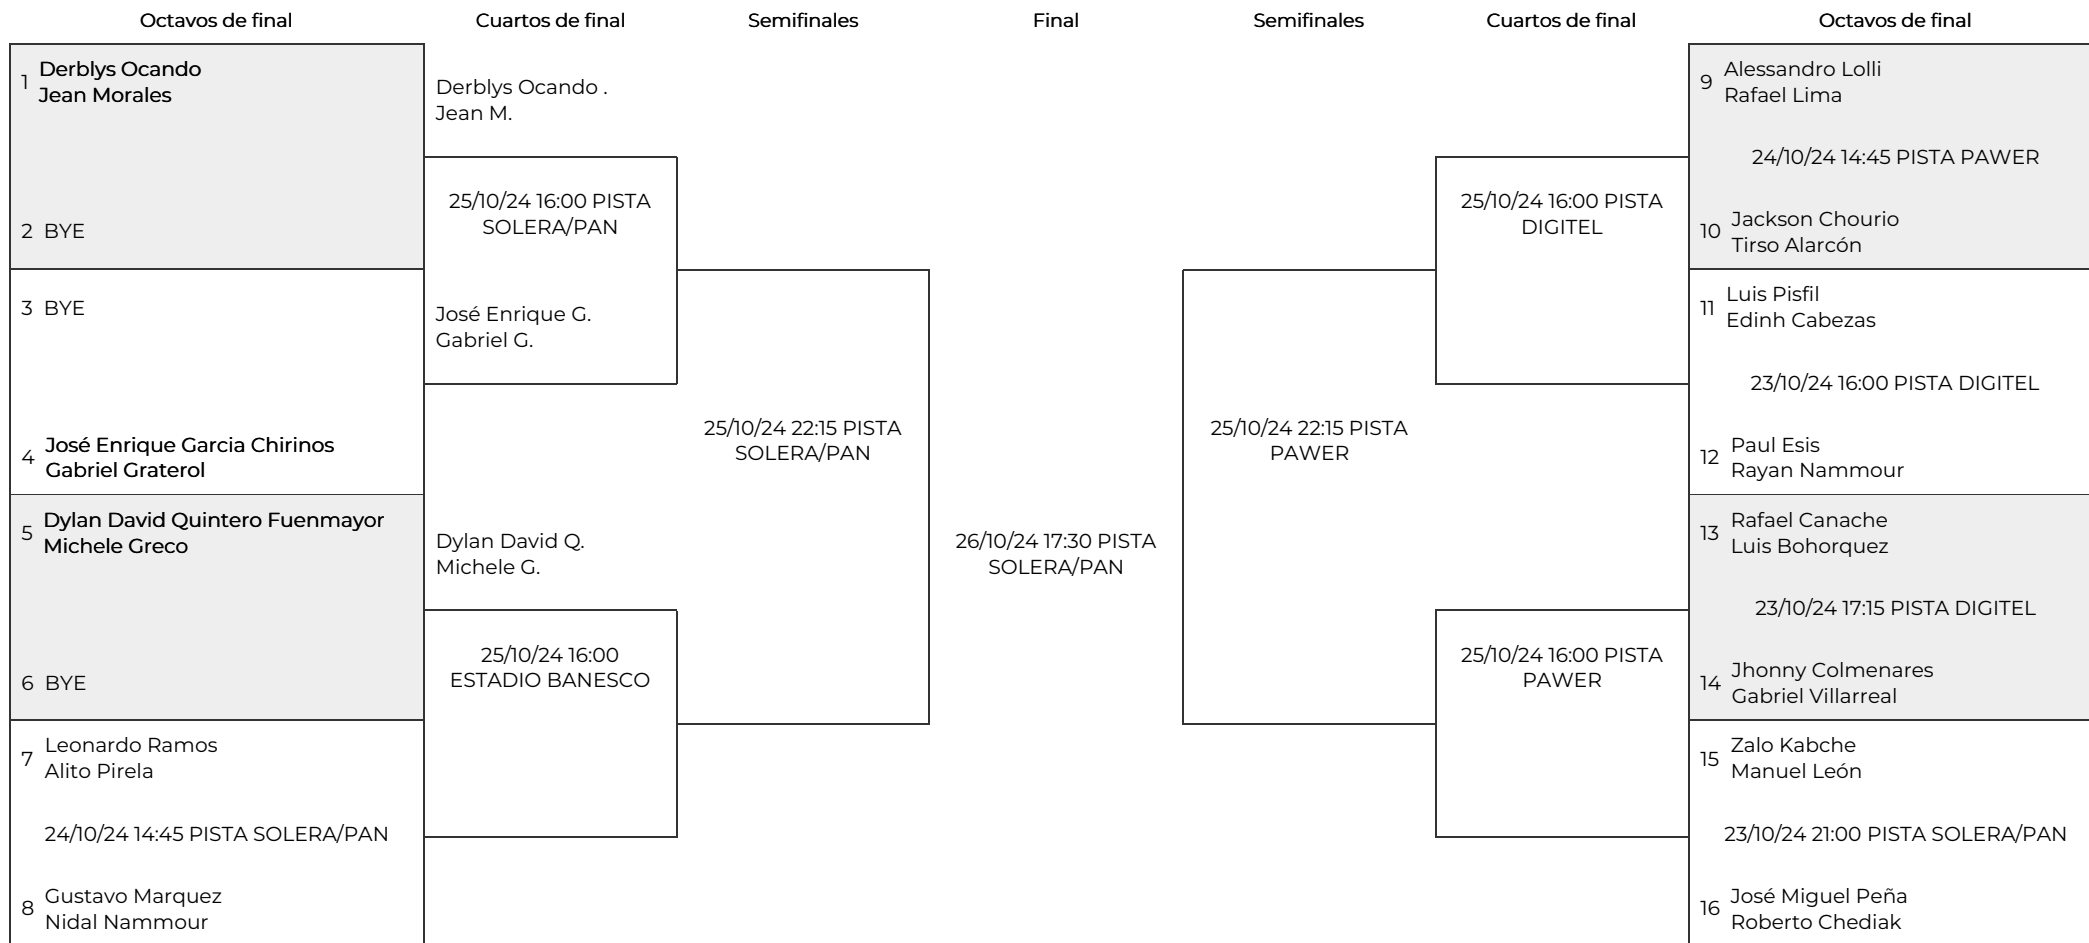 Octavos de final
Cuartos de final
Semifinales
Final
Semifinales
Cuartos de final
Octavos de final
1
Derblys Ocando
Jean Morales
2 BYE
3 BYE
4
José Enrique Garcia Chirinos
Gabriel Graterol
5
Dylan David Quintero Fuenmayor
Michele Greco
6 BYE
7
Leonardo Ramos
Alito Pirela
24/10/24 14:45 PISTA SOLERA/PAN
8
Gustavo Marquez
Nidal Nammour
Derblys Ocando .
Jean M.
25/10/24 16:00 PISTA
SOLERA/PAN
José Enrique G.
Gabriel G.
Dylan David Q.
Michele G.
25/10/24 16:00
ESTADIO BANESCO
25/10/24 22:15 PISTA
SOLERA/PAN
26/10/24 17:30 PISTA
SOLERA/PAN
25/10/24 22:15 PISTA
PAWER
25/10/24 16:00 PISTA
DIGITEL
25/10/24 16:00 PISTA
PAWER
9
Alessandro Lolli
Rafael Lima
24/10/24 14:45 PISTA PAWER
10
Jackson Chourio
Tirso Alarcón
11
Luis Pisfil
Edinh Cabezas
23/10/24 16:00 PISTA DIGITEL
12
Paul Esis
Rayan Nammour
13
Rafael Canache
Luis Bohorquez
23/10/24 17:15 PISTA DIGITEL
14
Jhonny Colmenares
Gabriel Villarreal
15
Zalo Kabche
Manuel León
23/10/24 21:00 PISTA SOLERA/PAN
16
José Miguel Peña
Roberto Chediak